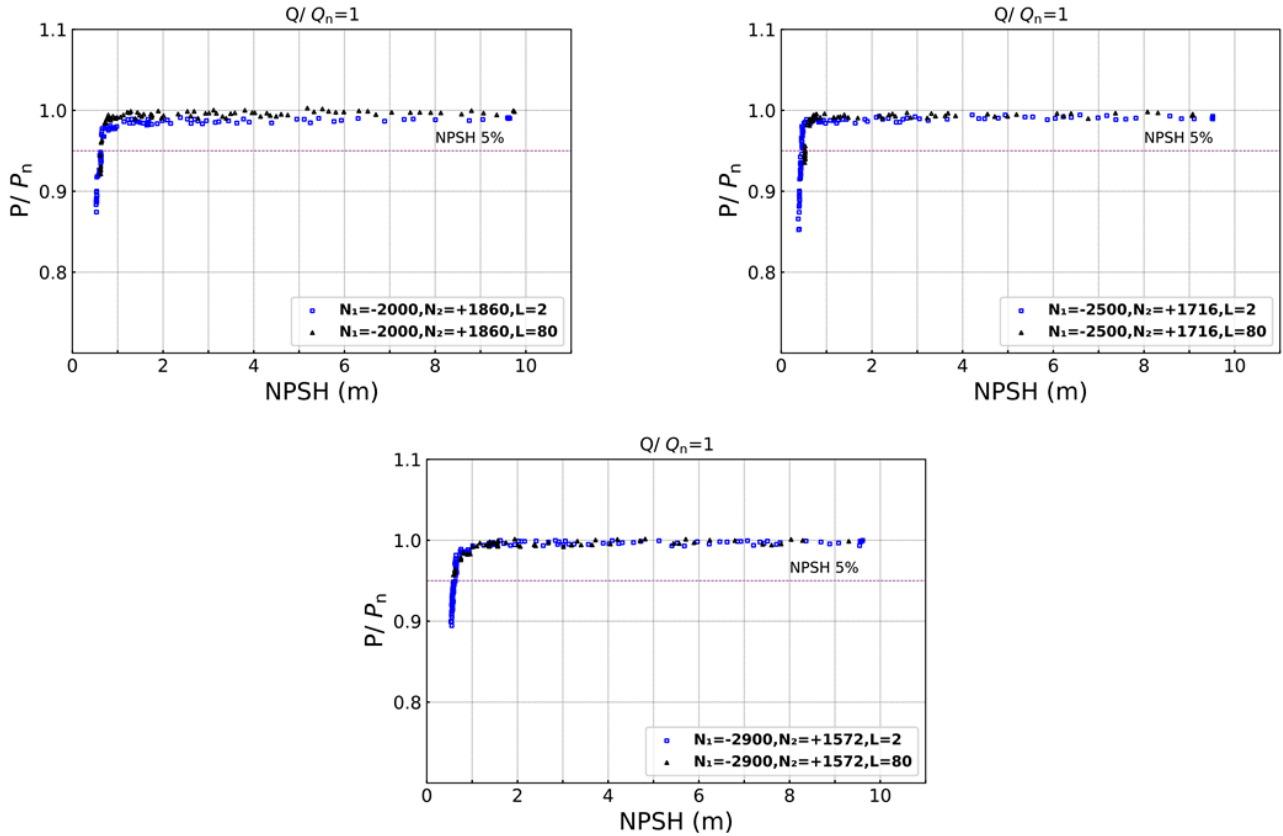 Q/ Qₙ=1
1.1
1.0
NPSH 5%
P/ Pₙ
0.9
0.8
N₁=-2000,N₂=+1860,L=2
N₁=-2000,N₂=+1860,L=80
0 2 4 6 8 10
NPSH (m)
Q/ Qₙ=1
1.1
1.0
NPSH 5%
P/ Pₙ
0.9
0.8
N₁=-2500,N₂=+1716,L=2
N₁=-2500,N₂=+1716,L=80
0 2 4 6 8 10
NPSH (m)
Q/ Qₙ=1
1.1
1.0
NPSH 5%
P/ Pₙ
0.9
0.8
N₁=-2900,N₂=+1572,L=2
N₁=-2900,N₂=+1572,L=80
0 2 4 6 8 10
NPSH (m)